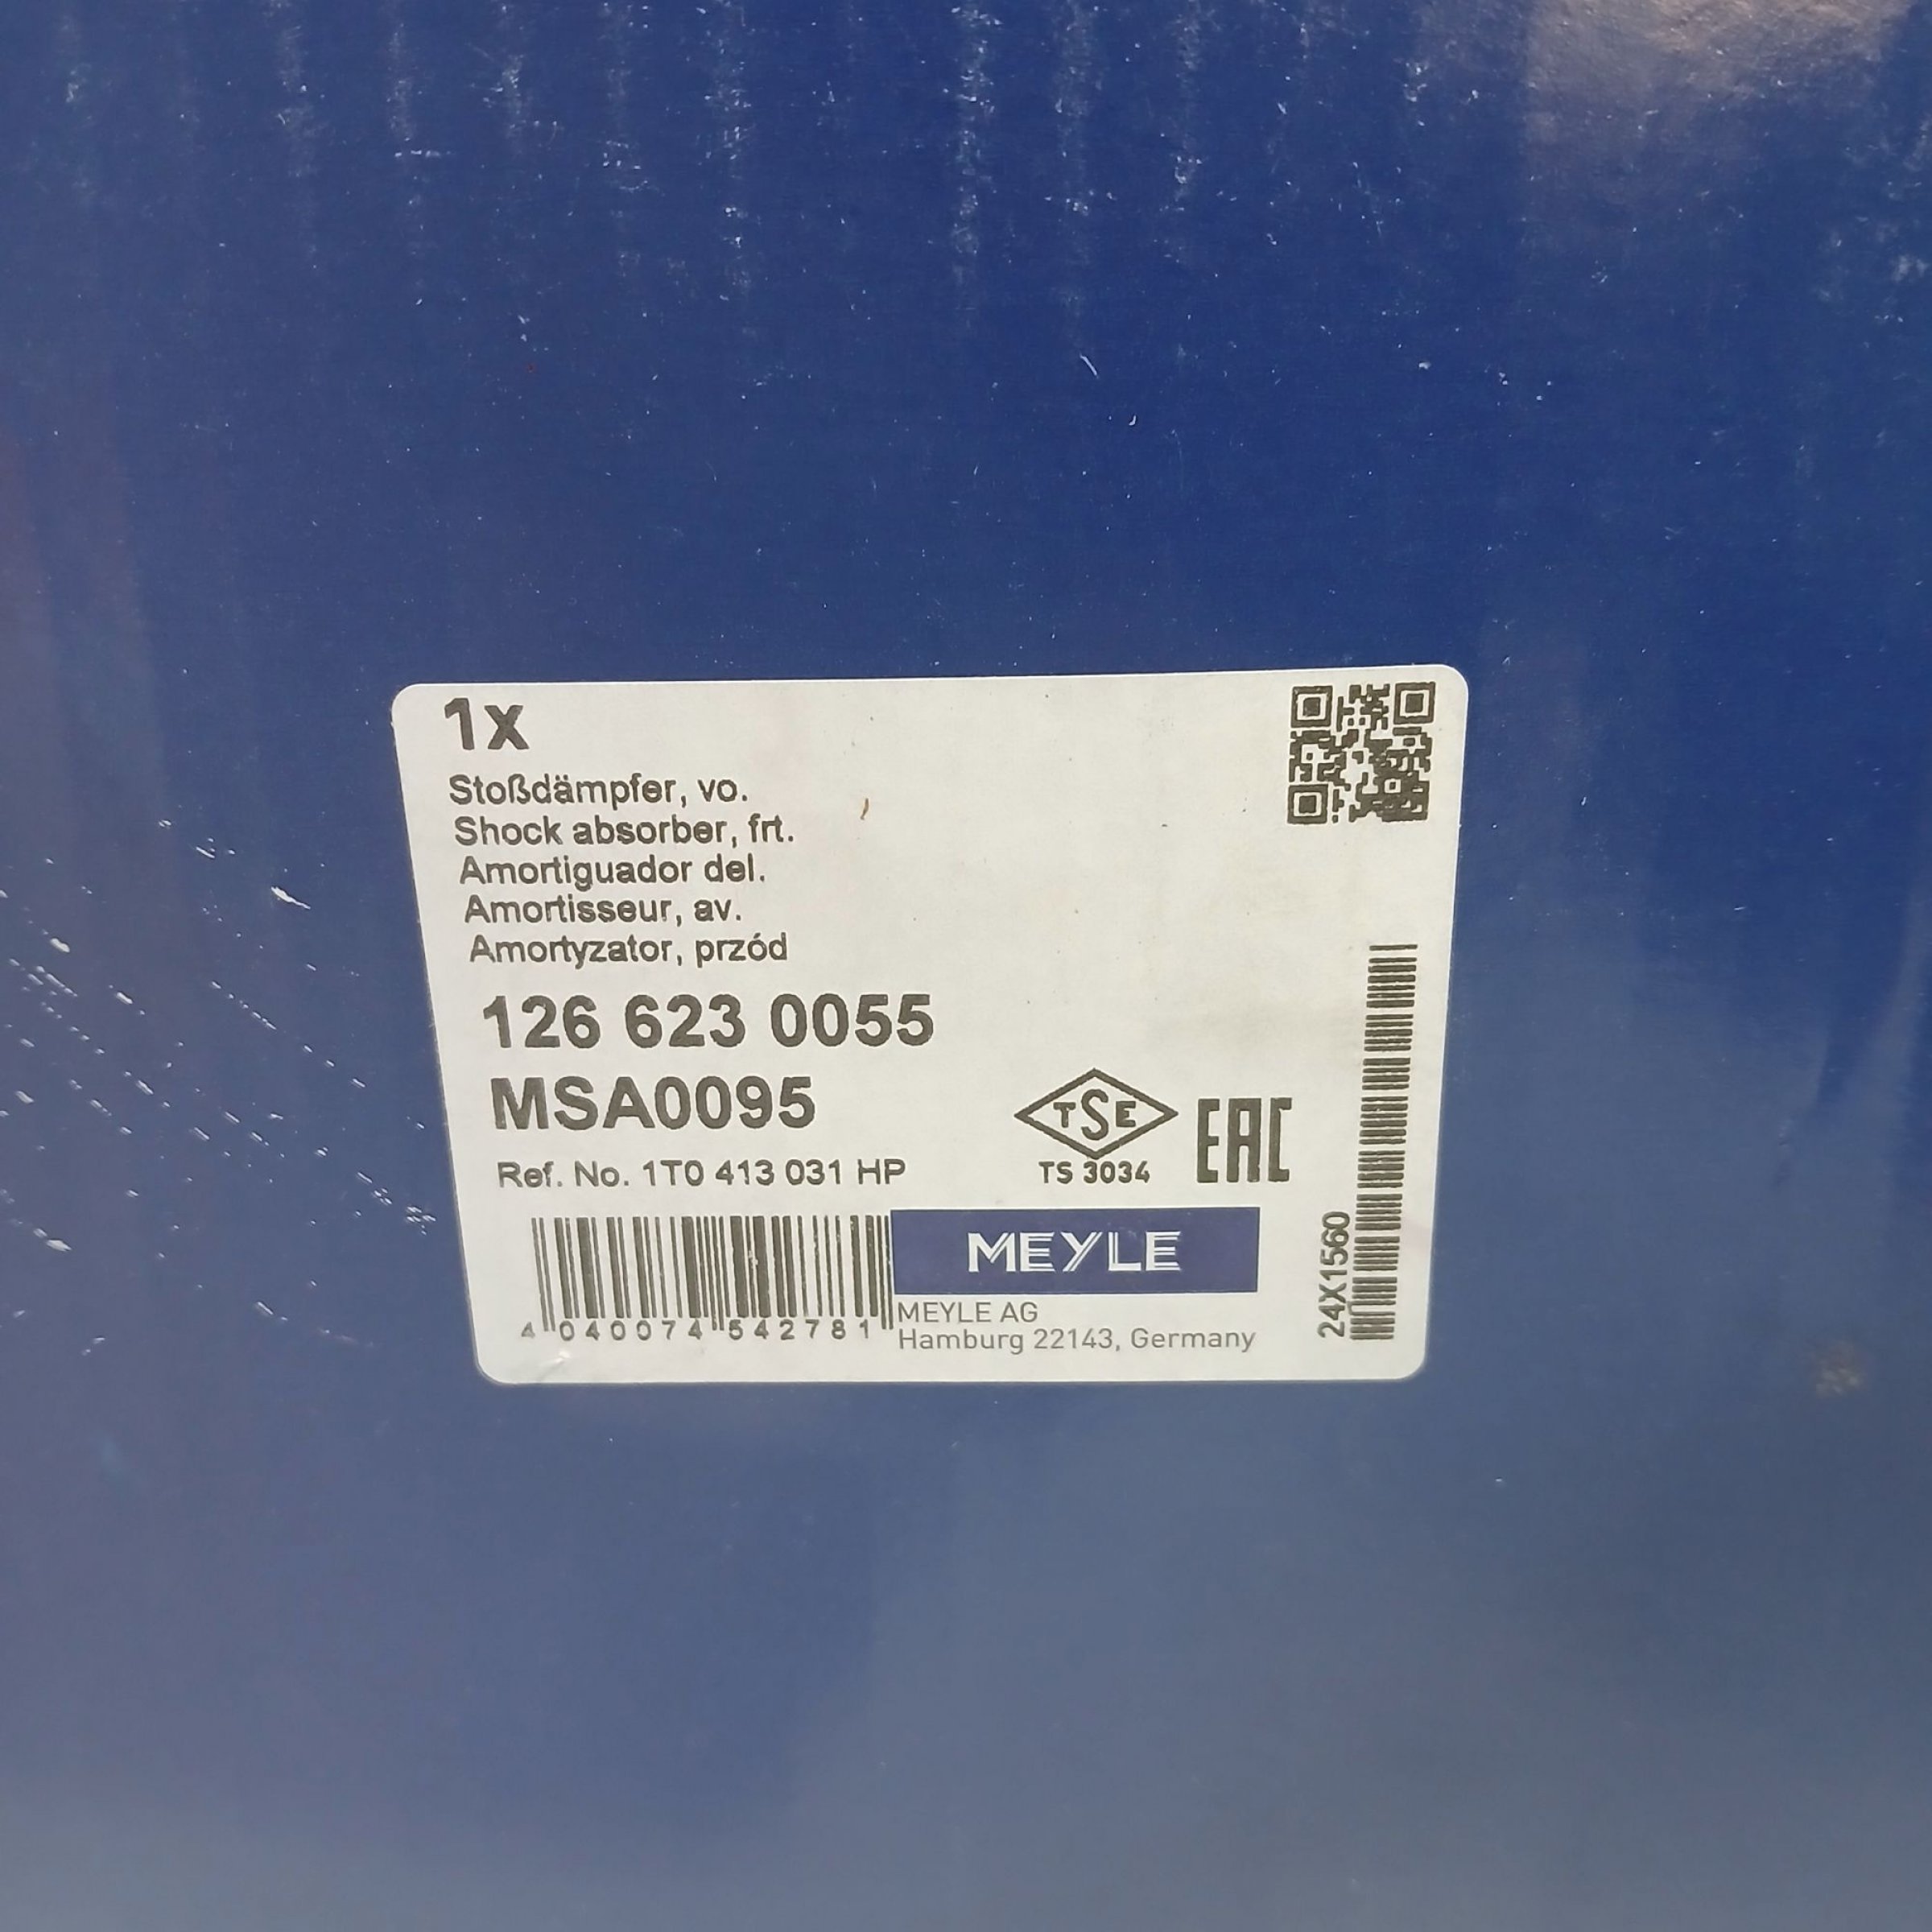 1x
Stoßdämpfer, vo.
Shock absorber, frt.
Amortiguador del.
Amortisseur, av.
Amortyzator, przód
126 623 0055
MSA0095
TSE
TS 3034
EAC
Ref. No. 1T0 413 031 HP
4 040074 542781
MEYLE
MEYLE AG
Hamburg 22143, Germany
24X1560